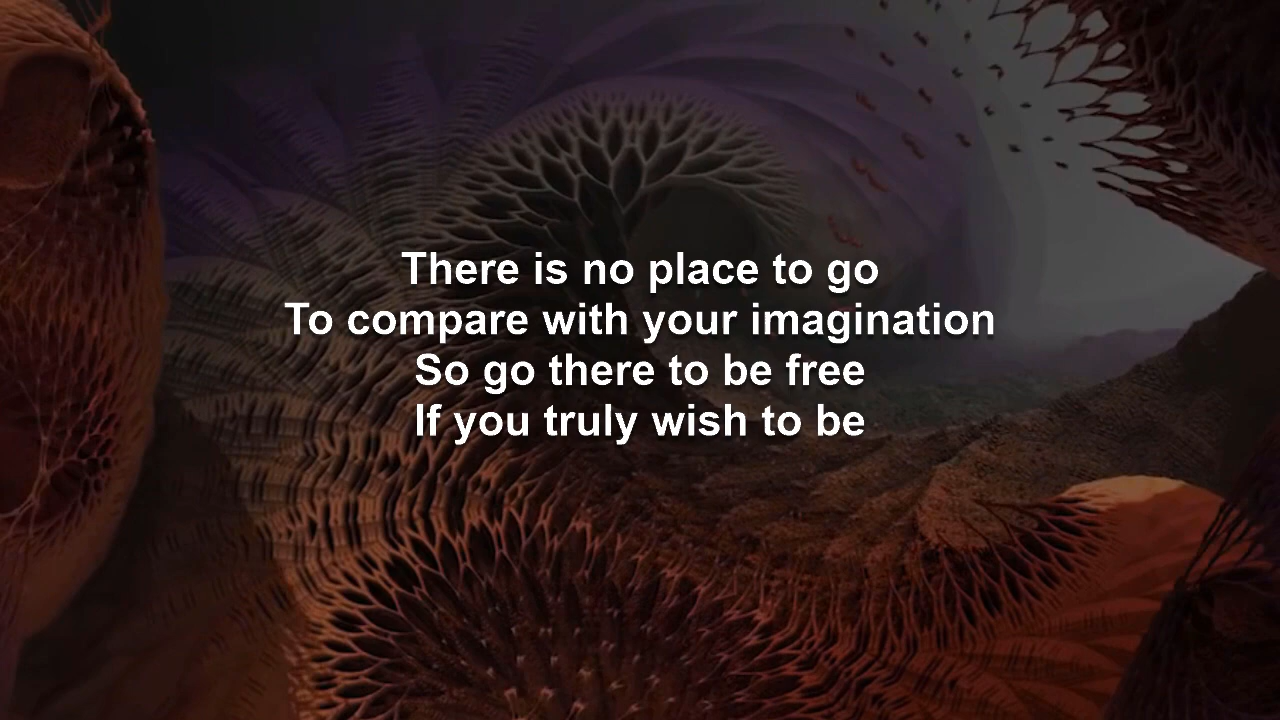 There is no place to go
To compare with your imagination
So go there to be free
If you truly wish to be